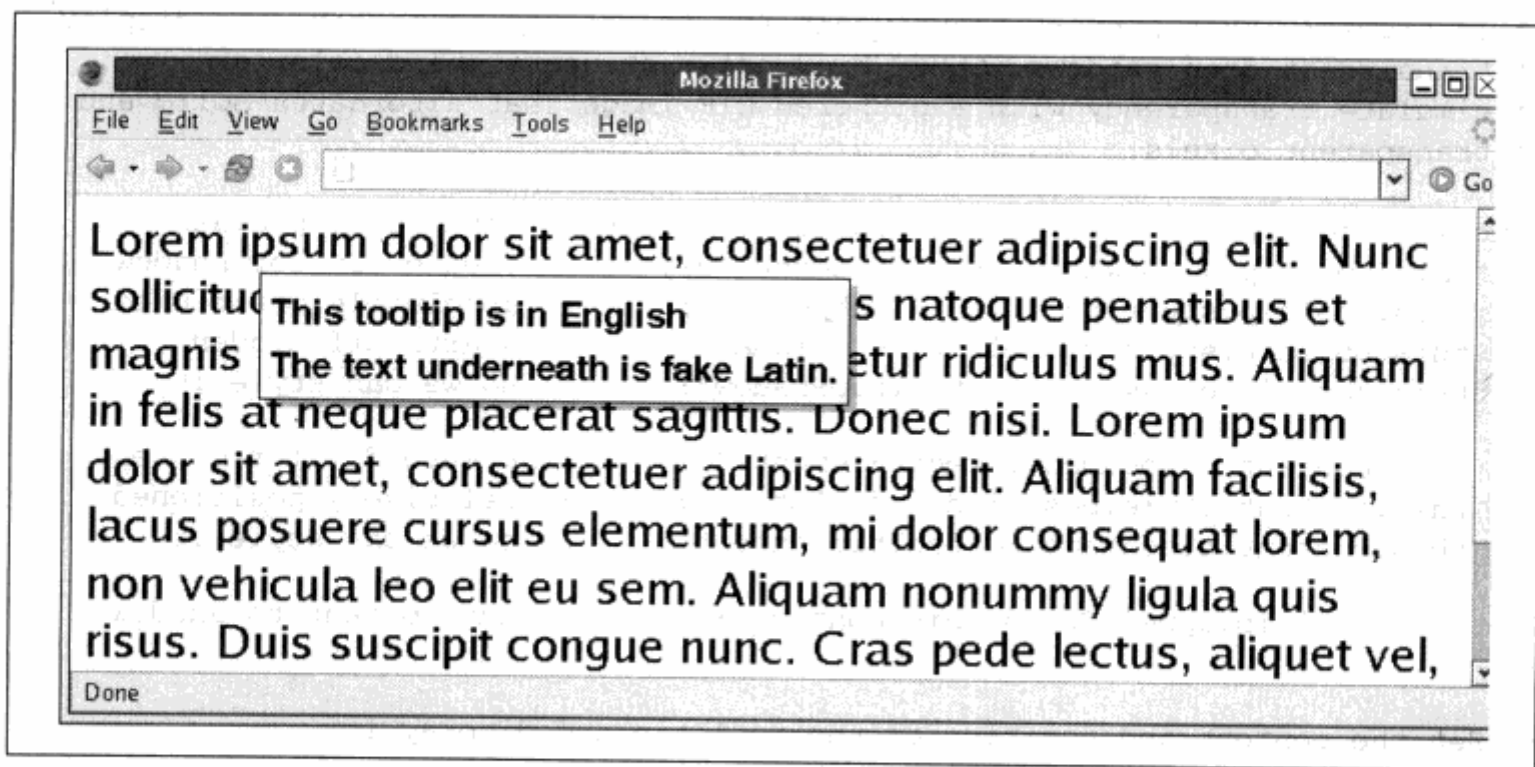 Mozilla Firefox
File Edit View Go Bookmarks Tools Help
Go
Lorem ipsum dolor sit amet, consectetuer adipiscing elit. Nunc
This tooltip is in English
s natoque penatibus et
magnis
The text underneath is fake Latin.
etur ridiculus mus. Aliquam
in felis at neque placerat sagittis. Donec nisi. Lorem ipsum
dolor sit amet, consectetuer adipiscing elit. Aliquam facilisis,
lacus posuere cursus elementum, mi dolor consequat lorem,
non vehicula leo elit eu sem. Aliquam nonummy ligula quis
risus. Duis suscipit congue nunc. Cras pede lectus, aliquet vel,
Done